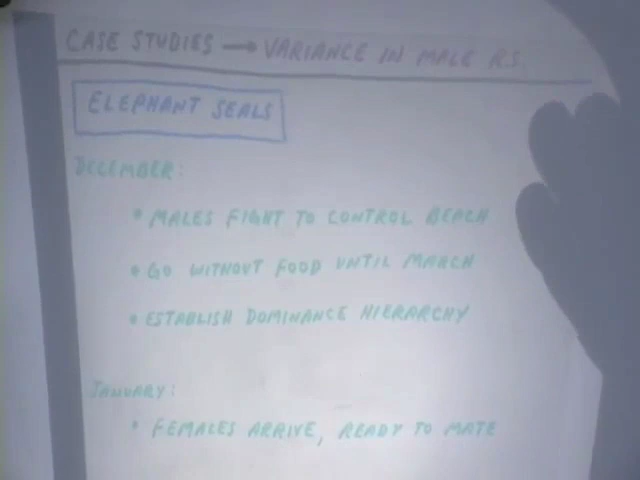 CASE STUDIES → VARIANCE IN MALE R.S.
ELEPHANT SEALS
DECEMBER:
• MALES FIGHT TO CONTROL BEACH
• GO WITHOUT FOOD UNTIL MARCH
• ESTABLISH DOMINANCE HIERARCHY
JANUARY:
• FEMALES ARRIVE, READY TO MATE